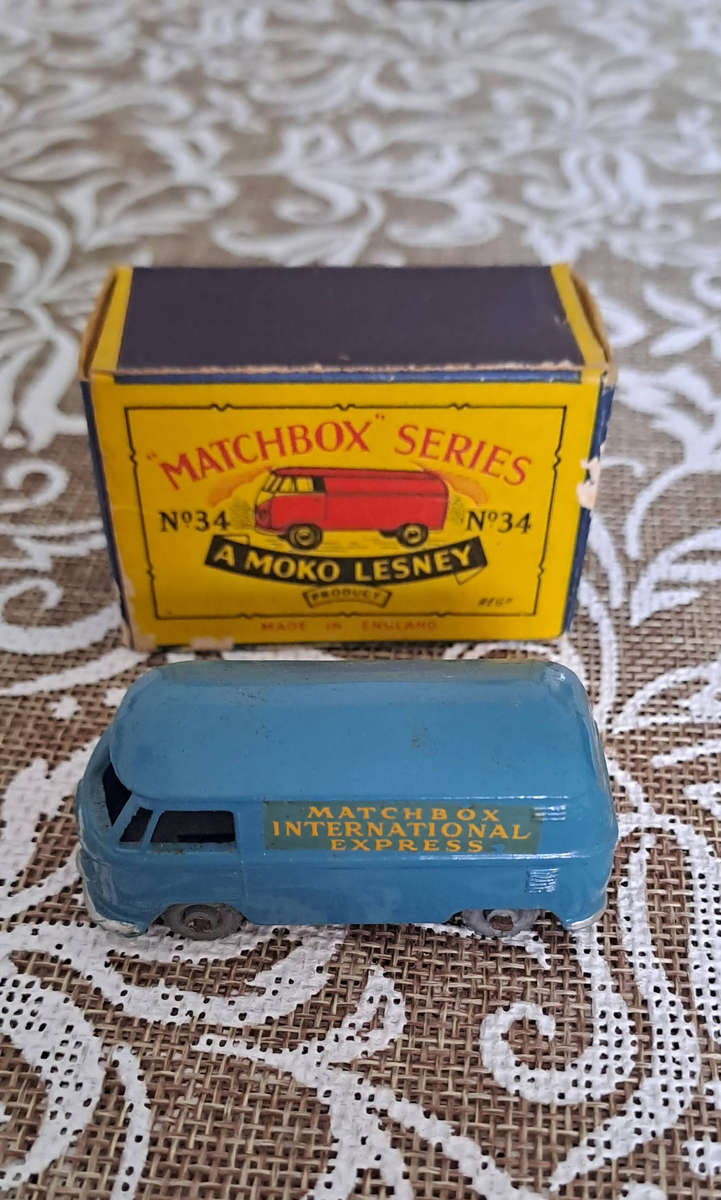 "MATCHBOX" SERIES
Nº34 Nº34
A MOKO LESNEY
PRODUCT
REGD
MADE IN ENGLAND
MATCHBOX
INTERNATIONAL
EXPRESS